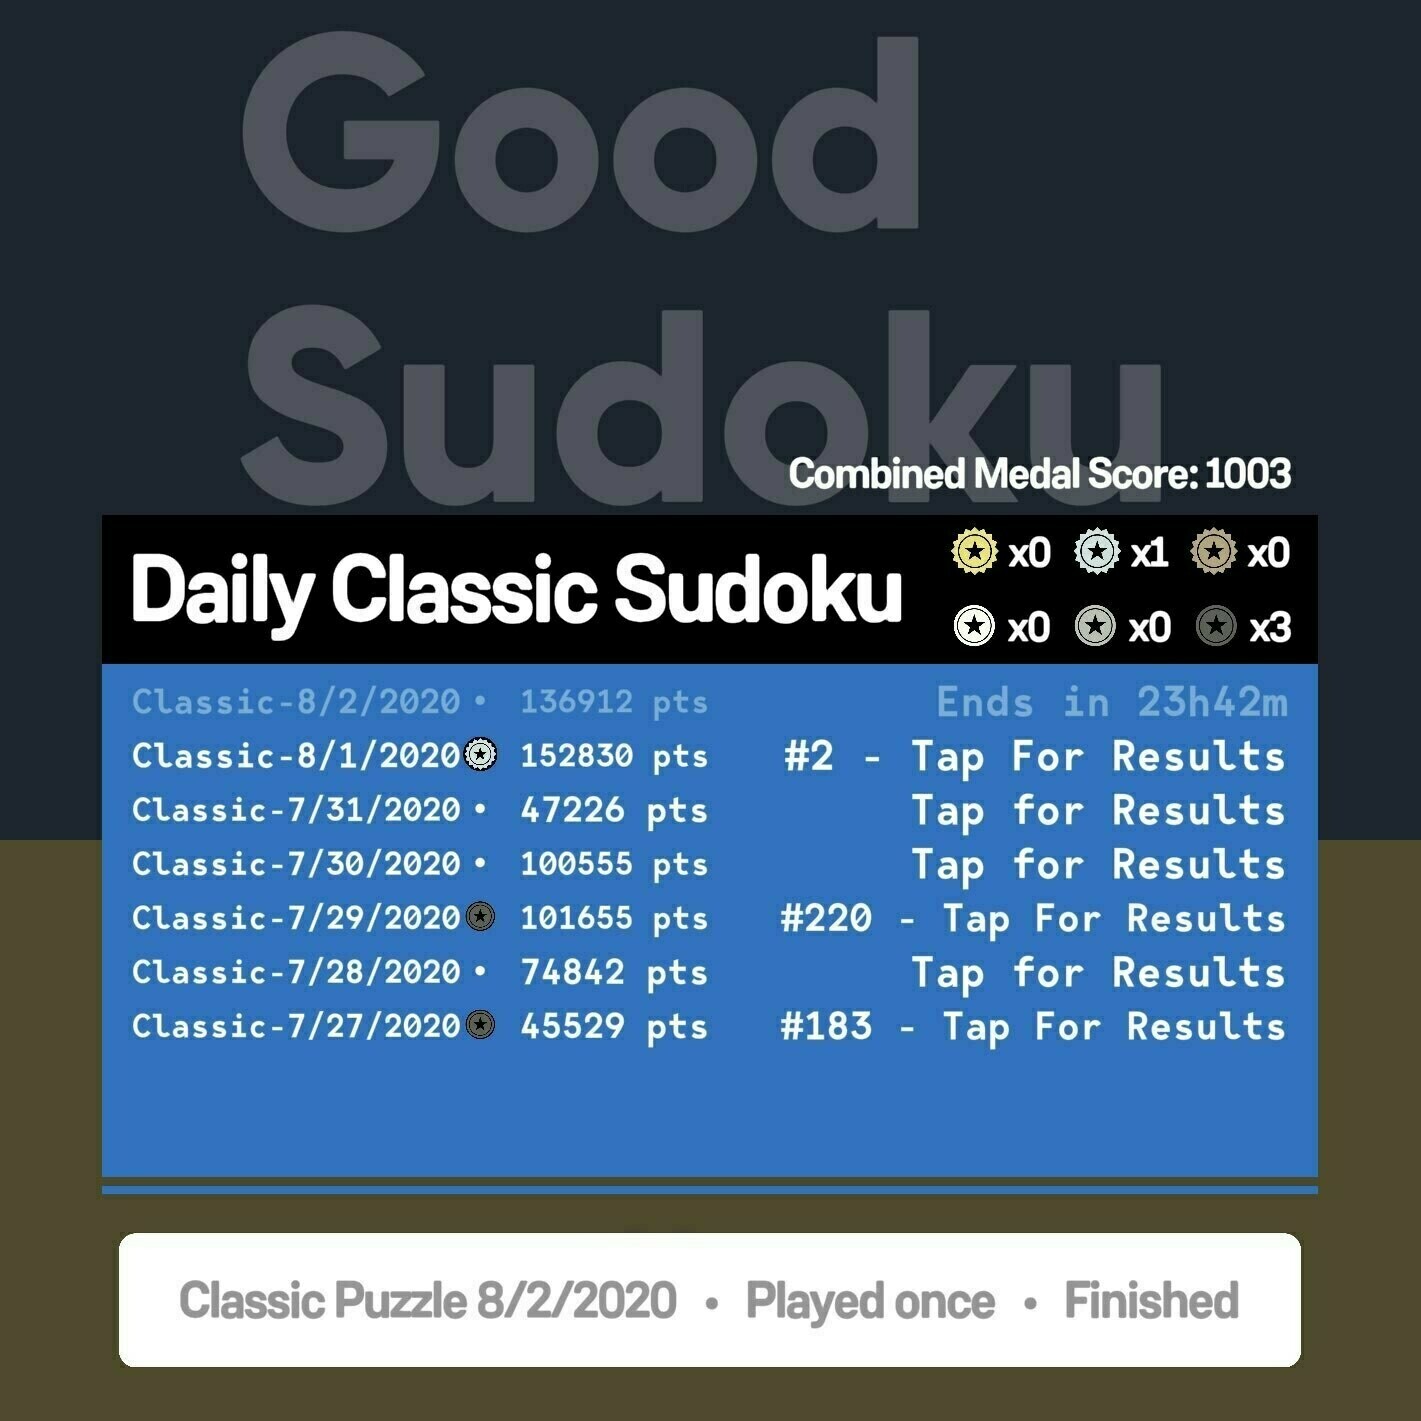 Good
Sudoku
Combined Medal Score: 1003
Daily Classic Sudoku
x0 x1 x0
x0 x0 x3
Classic-8/2/2020 • 136912 pts Ends in 23h42m
Classic-8/1/2020 152830 pts #2 - Tap For Results
Classic-7/31/2020 • 47226 pts Tap for Results
Classic-7/30/2020 • 100555 pts Tap for Results
Classic-7/29/2020 101655 pts #220 - Tap For Results
Classic-7/28/2020 • 74842 pts Tap for Results
Classic-7/27/2020 45529 pts #183 - Tap For Results
Classic Puzzle 8/2/2020 • Played once • Finished